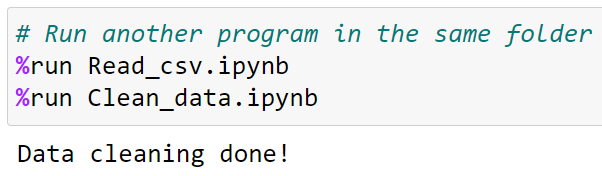 # Run another program in the same folder
%run Read_csv.ipynb
%run Clean_data.ipynb
Data cleaning done!